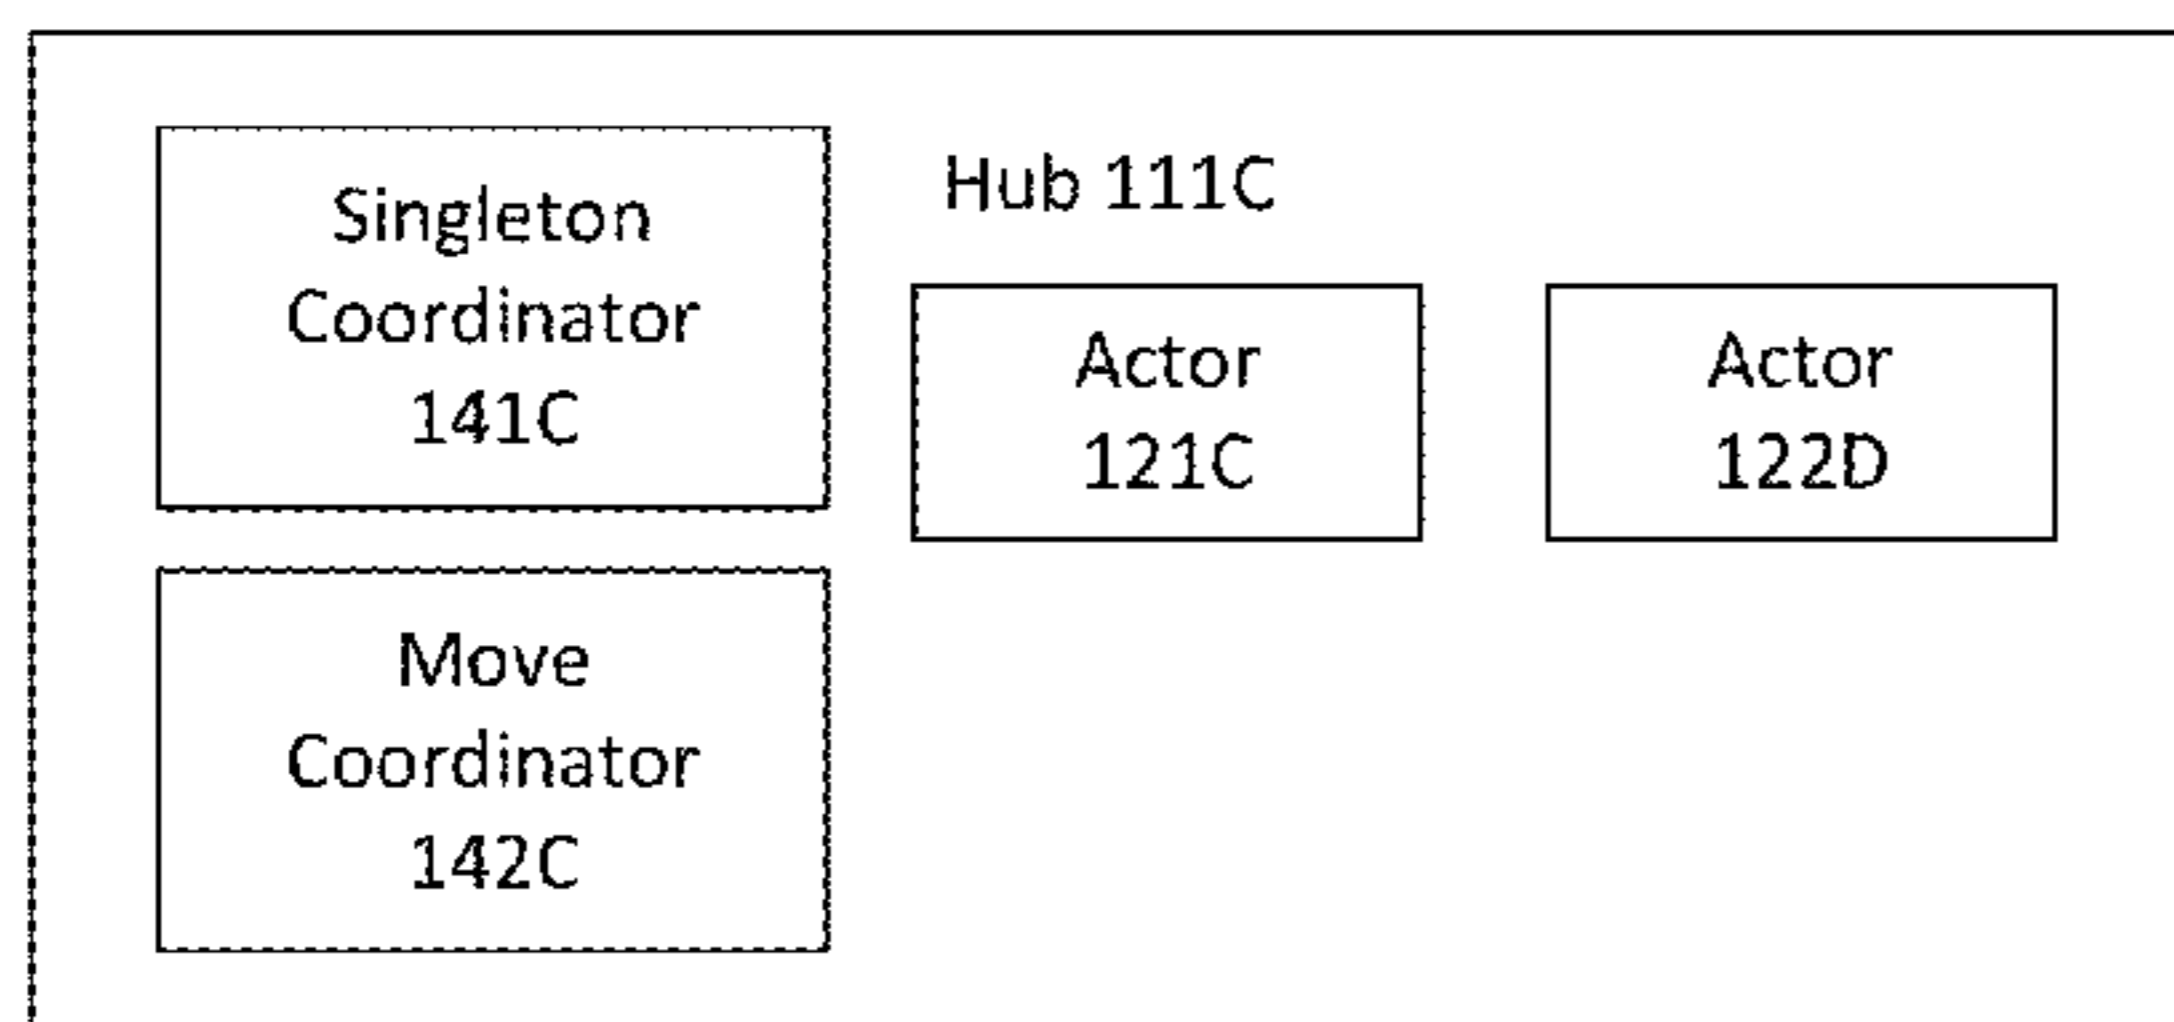 Singleton
Coordinator
141C
Hub 111C
Actor
121C
Actor
122D
Move
Coordinator
142C